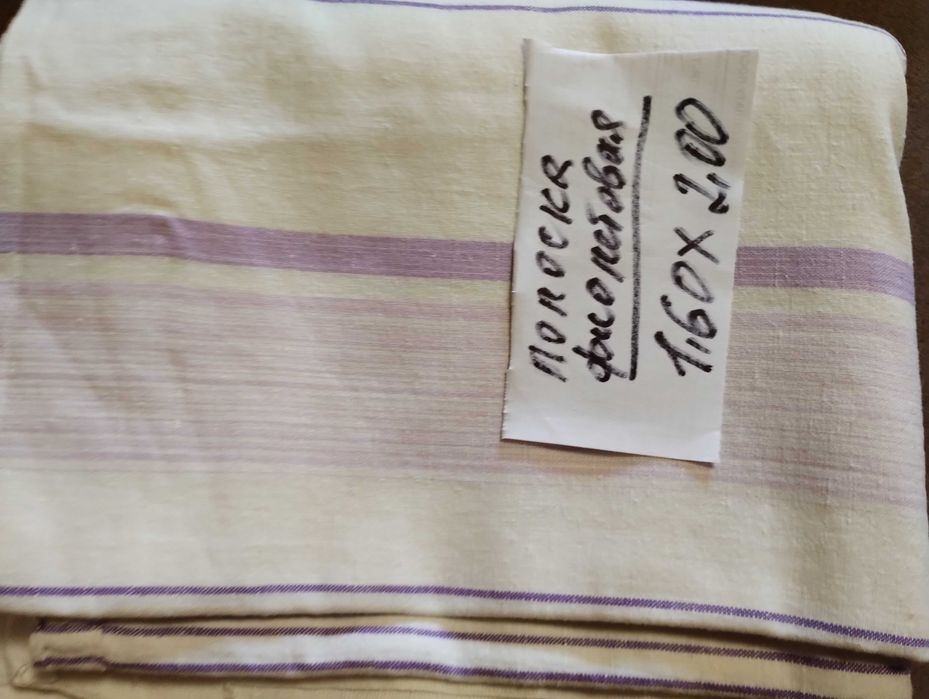 полоска
фиолетовая
1,60 х 2,00